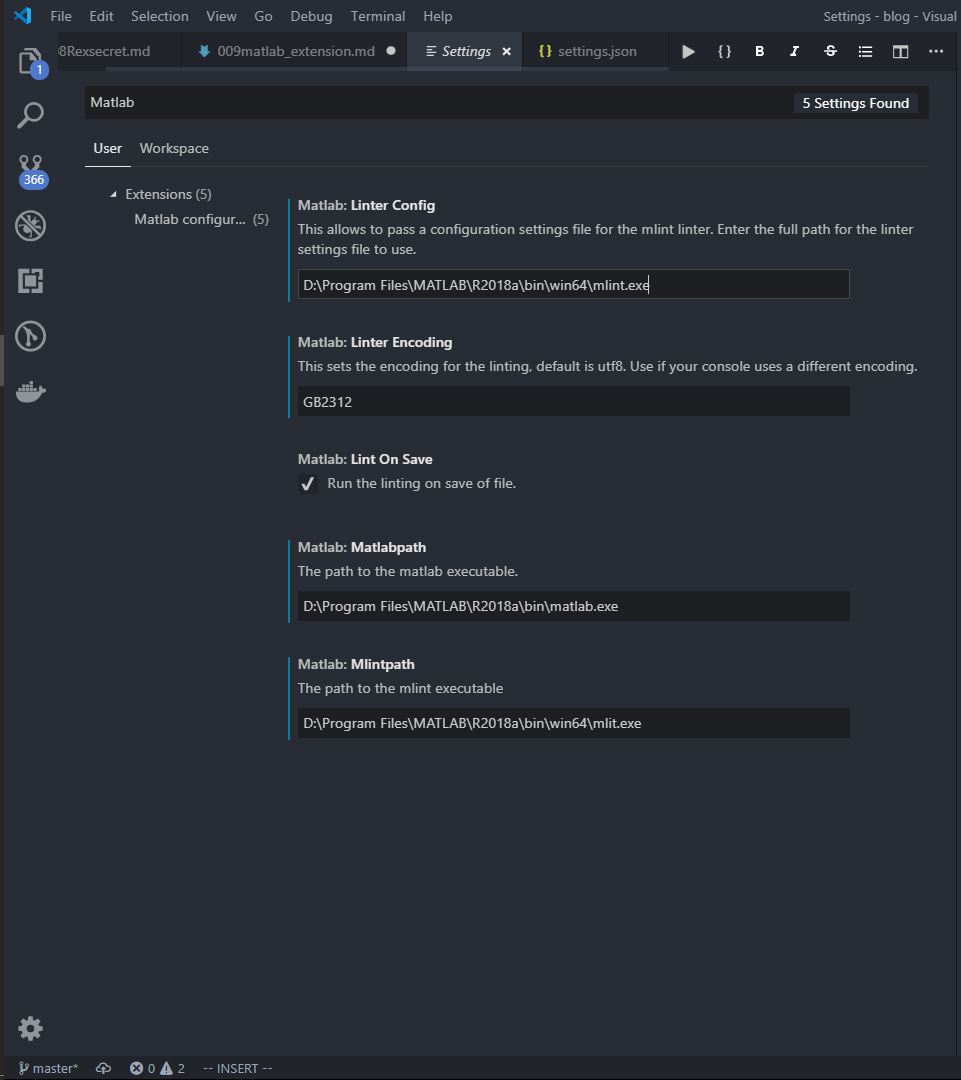 File Edit Selection View Go Debug Terminal Help Settings - blog - Visual
8Rexsecret.md 009matlab_extension.md Settings settings.json { } B I S
1
Matlab 5 Settings Found
User Workspace
366
Extensions (5)
Matlab configur... (5)
Matlab: Linter Config
This allows to pass a configuration settings file for the mlint linter. Enter the full path for the linter
settings file to use.
D:\Program Files\MATLAB\R2018a\bin\win64\mlint.exe
Matlab: Linter Encoding
This sets the encoding for the linting, default is utf8. Use if your console uses a different encoding.
GB2312
Matlab: Lint On Save
Run the linting on save of file.
Matlab: Matlabpath
The path to the matlab executable.
D:\Program Files\MATLAB\R2018a\bin\matlab.exe
Matlab: Mlintpath
The path to the mlint executable
D:\Program Files\MATLAB\R2018a\bin\win64\mlit.exe
master* 0 2 -- INSERT --